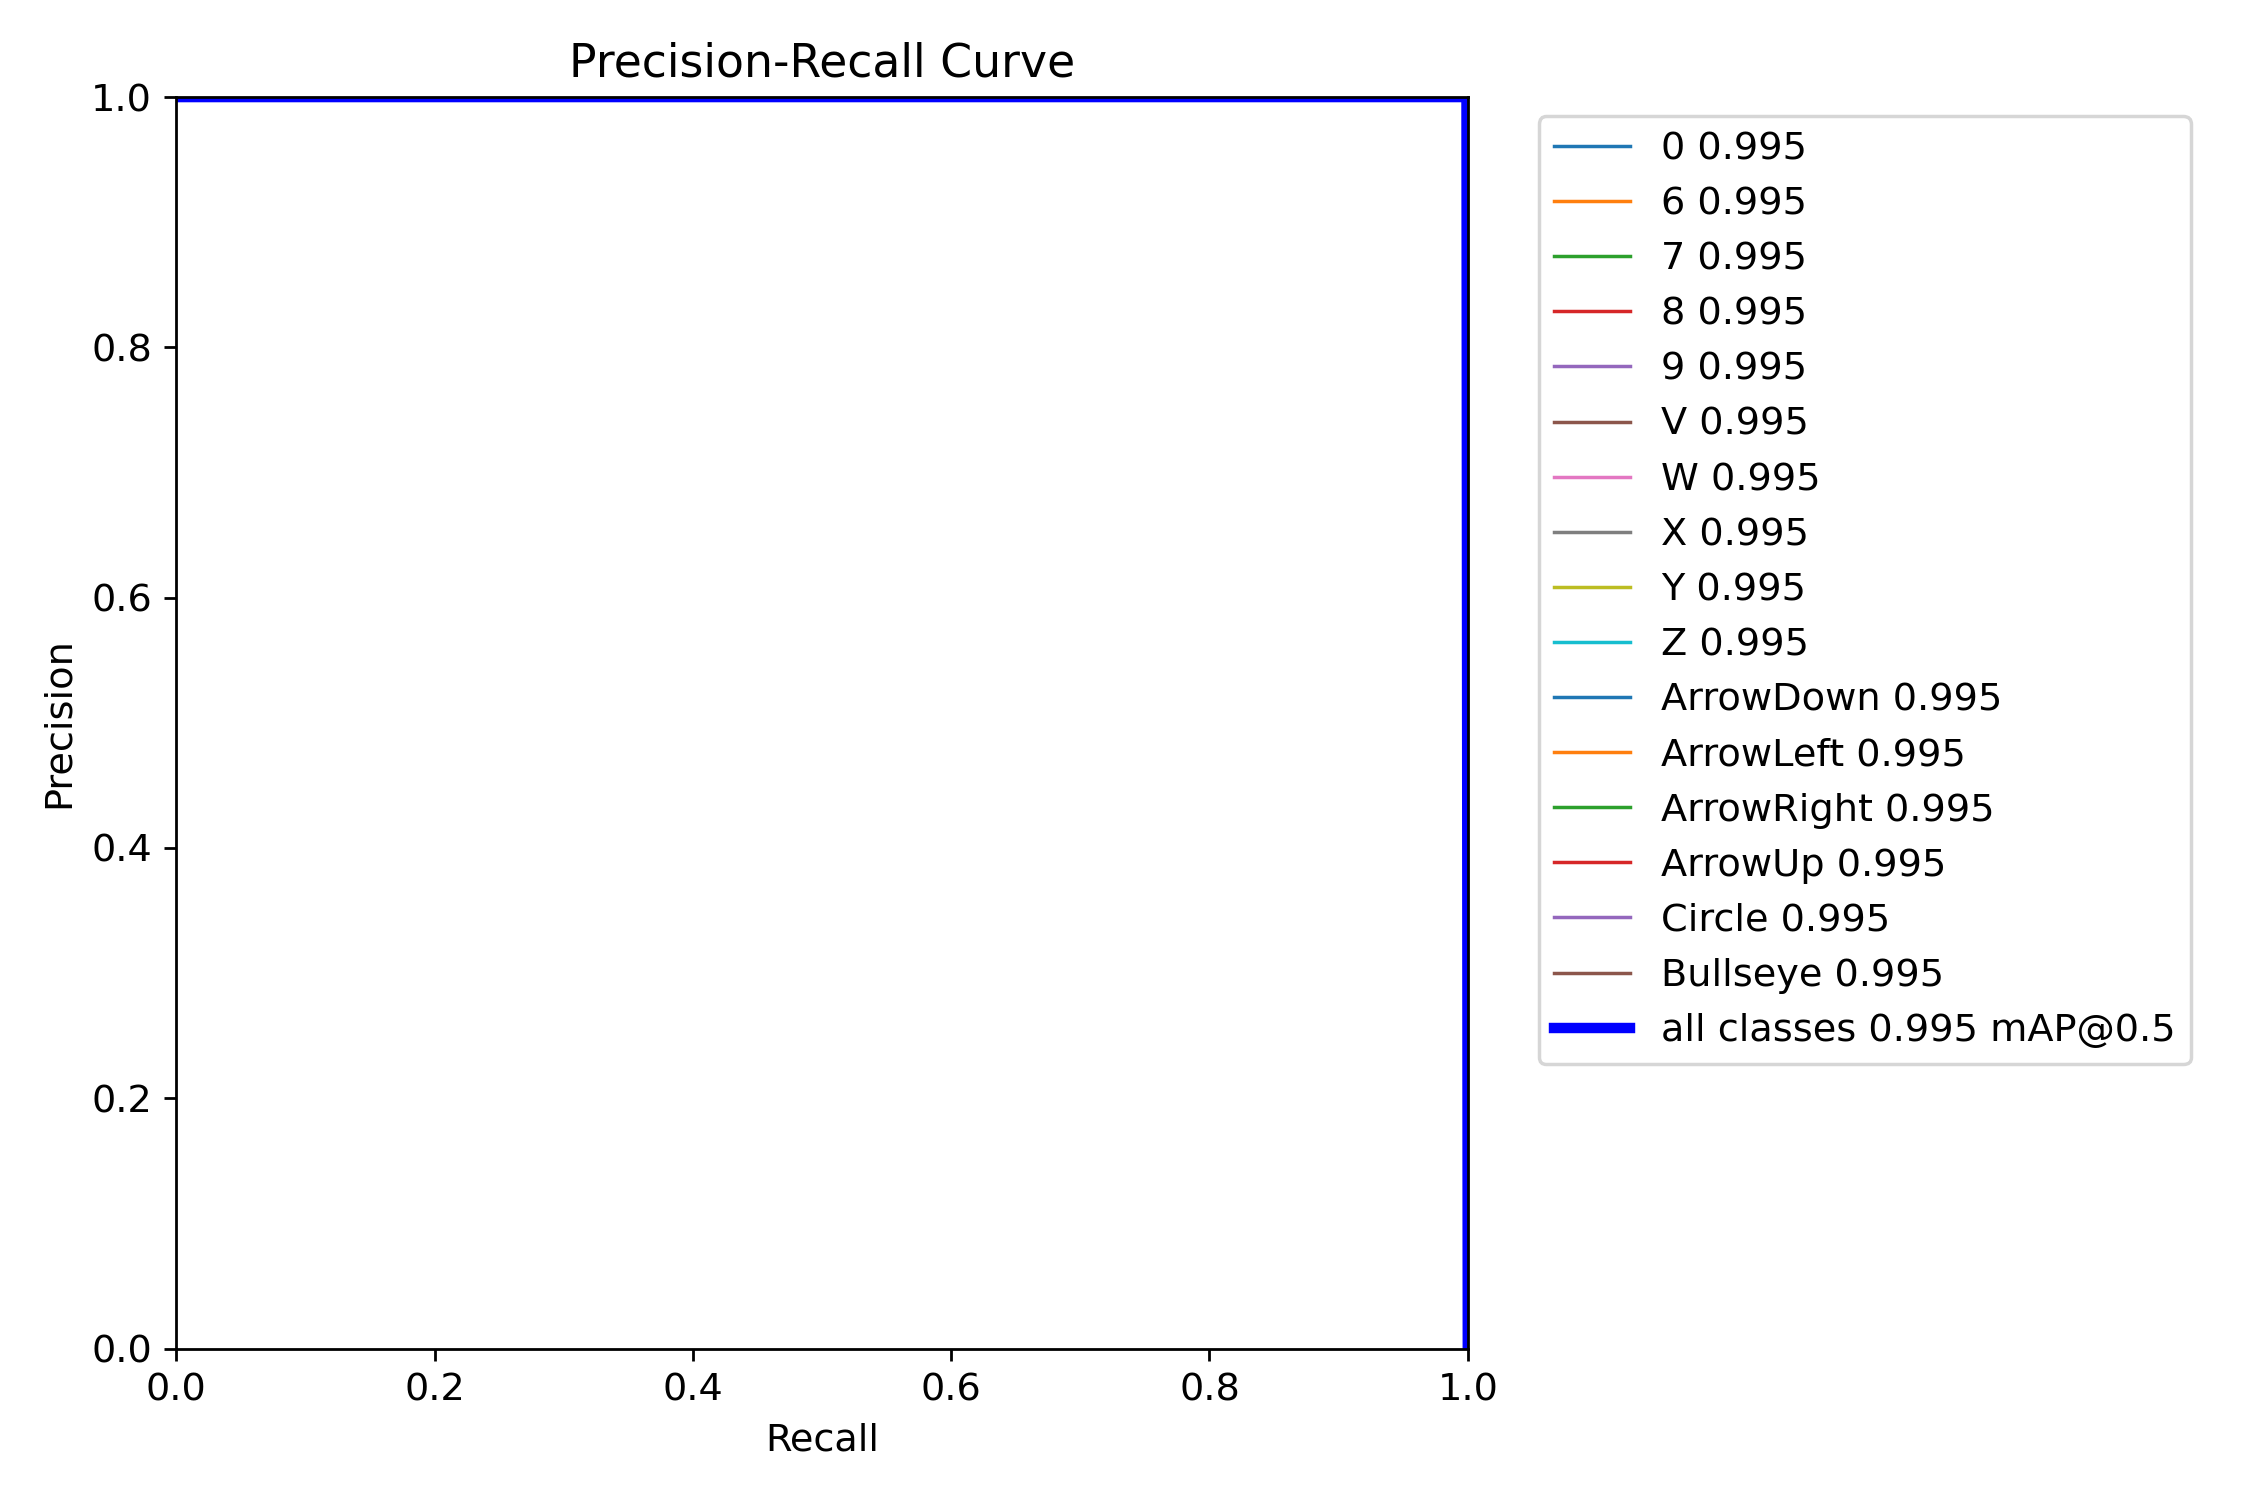 Precision-Recall Curve
1.0
0.8
0.6
0.4
0.2
0.0
Precision
0.0 0.2 0.4 0.6 0.8 1.0
Recall
0 0.995
6 0.995
7 0.995
8 0.995
9 0.995
V 0.995
W 0.995
X 0.995
Y 0.995
Z 0.995
ArrowDown 0.995
ArrowLeft 0.995
ArrowRight 0.995
ArrowUp 0.995
Circle 0.995
Bullseye 0.995
all classes 0.995 mAP@0.5